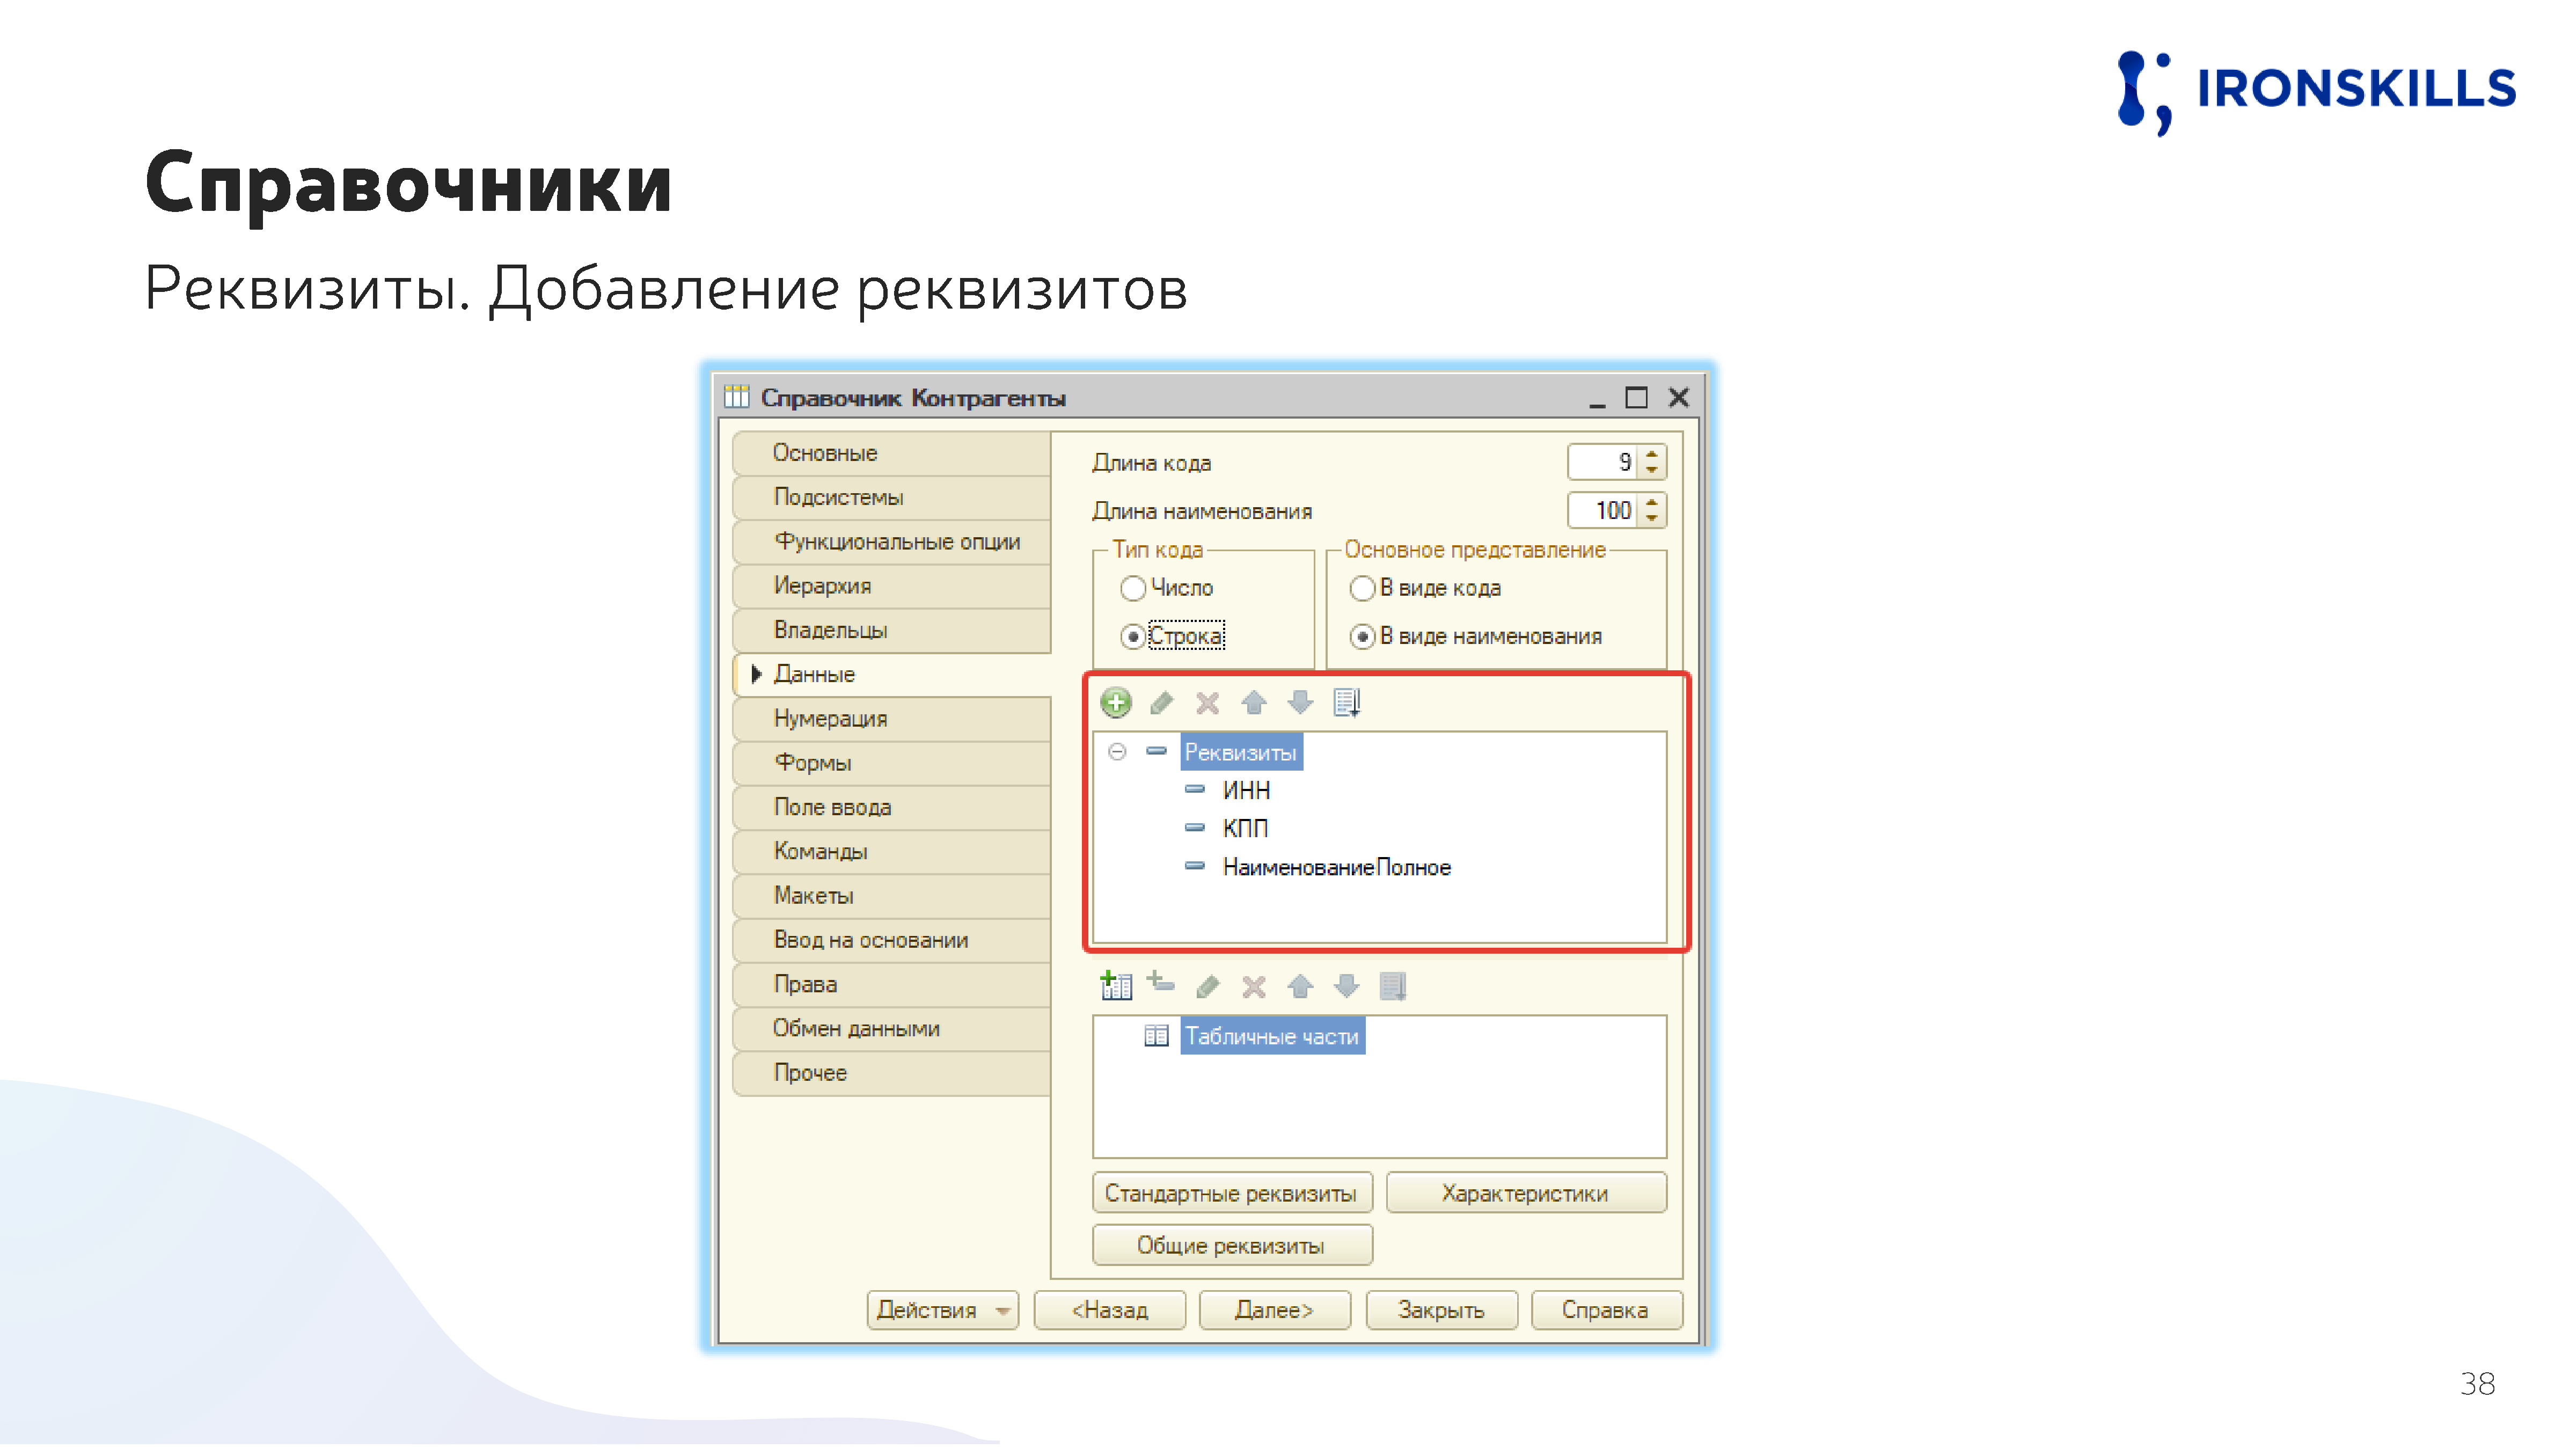 IRONSKILLS
Справочники
Реквизиты. Добавление реквизитов
Справочник Контрагенты
Основные
Подсистемы
Функциональные опции
Иерархия
Владельцы
Данные
Нумерация
Формы
Поле ввода
Команды
Макеты
Ввод на основании
Права
Обмен данными
Прочее
Длина кода 9
Длина наименования 100
Тип кода
Число
Строка
Основное представление
В виде кода
В виде наименования
Реквизиты
ИНН
КПП
НаименованиеПолное
Табличные части
Стандартные реквизиты Характеристики
Общие реквизиты
Действия <Назад Далее> Закрыть Справка
38